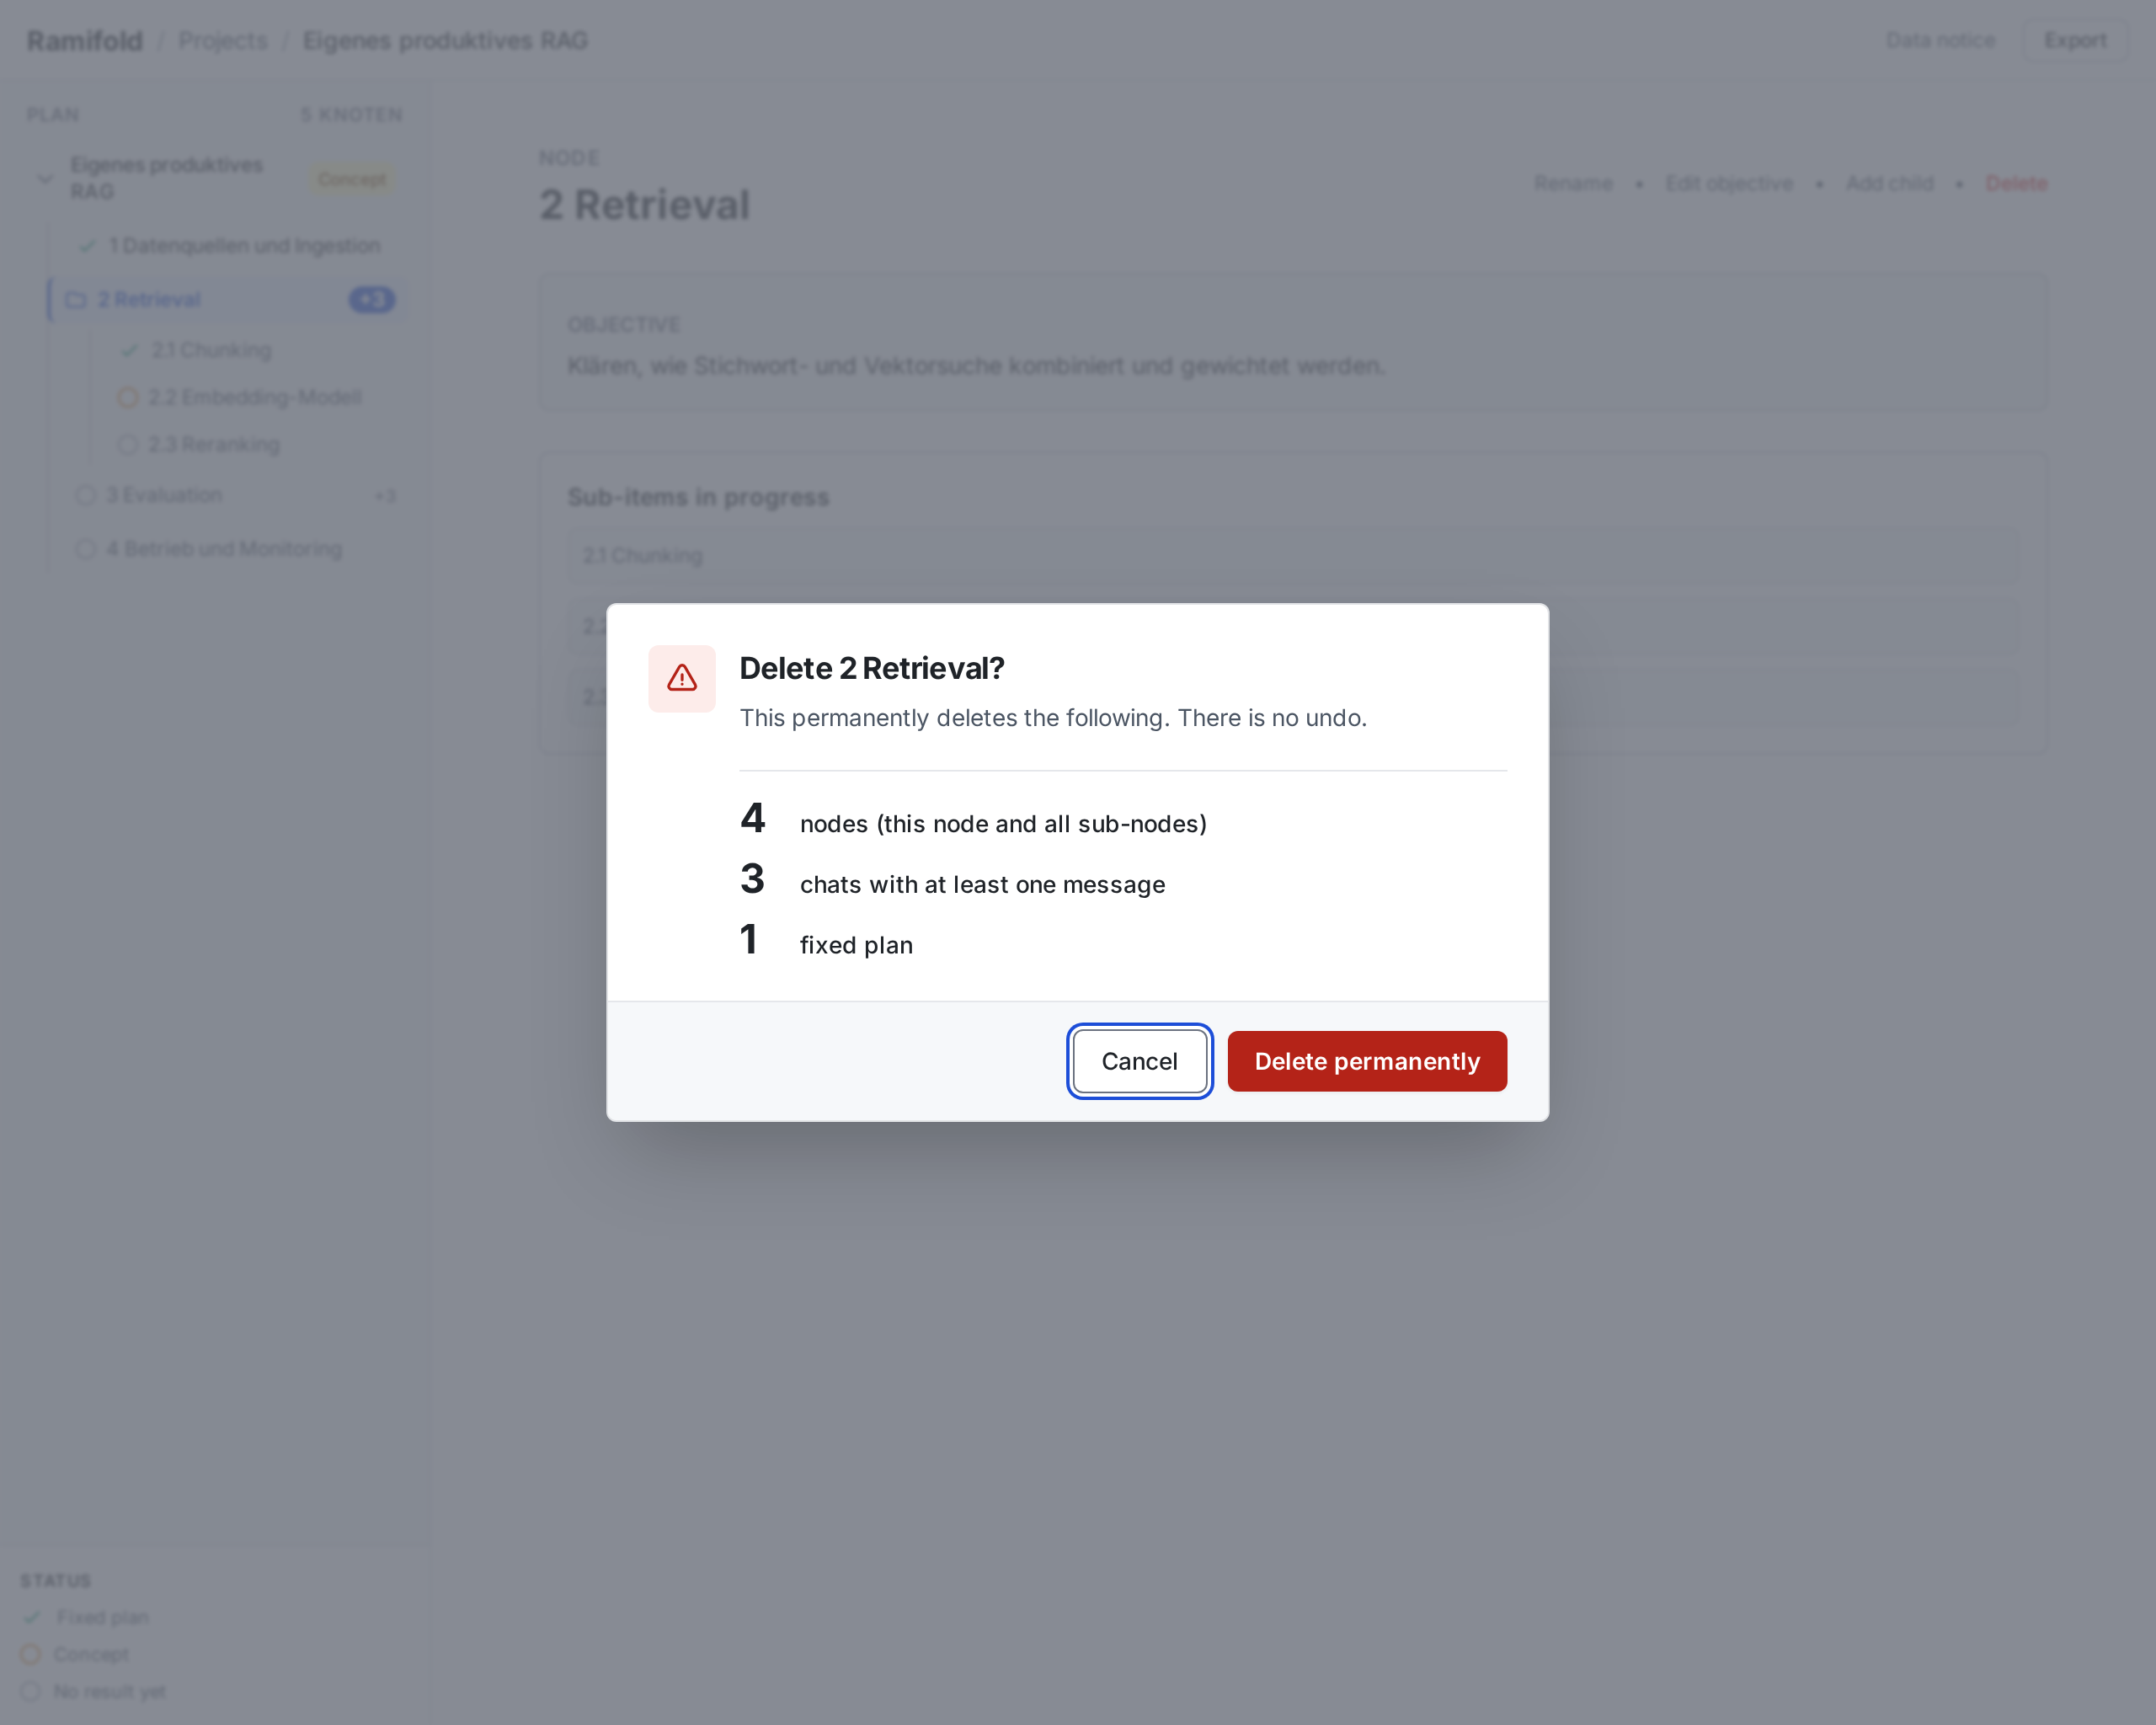 Ramifold / Projects / Eigenes produktives RAG
Data notice
Export
PLAN
5 KNOTEN
Eigenes produktives
RAG
Concept
1 Datenquellen und Ingestion
2 Retrieval
+3
2.1 Chunking
2.2 Embedding-Modell
2.3 Reranking
3 Evaluation
+3
4 Betrieb und Monitoring
STATUS
Fixed plan
Concept
No result yet
NODE
2 Retrieval
Rename • Edit objective • Add child • Delete
OBJECTIVE
Klären, wie Stichwort- und Vektorsuche kombiniert und gewichtet werden.
Sub-items in progress
2.1 Chunking
Delete 2 Retrieval?
This permanently deletes the following. There is no undo.
4 nodes (this node and all sub-nodes)
3 chats with at least one message
1 fixed plan
Cancel
Delete permanently